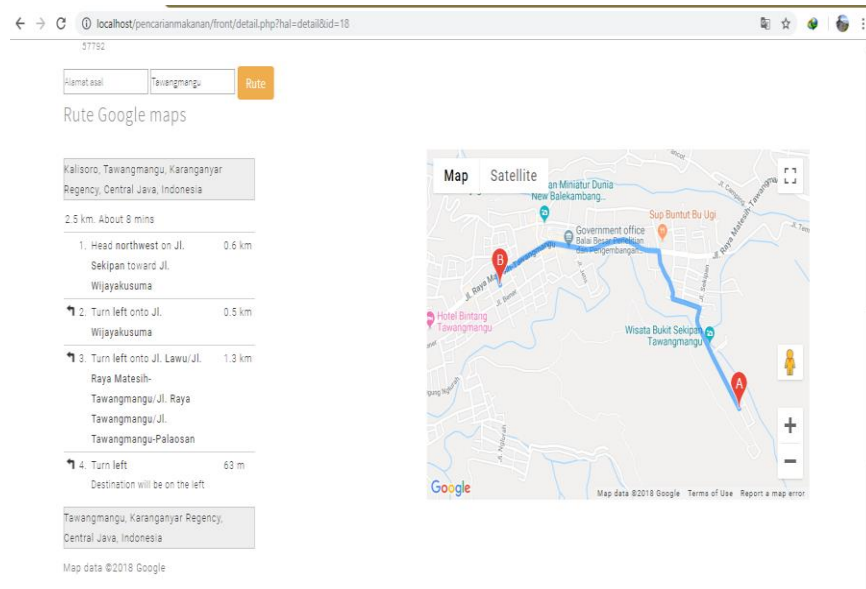 localhost/pencarianmakanan/front/detail.php?hal=detail&id=18
57792
Alamat asal
Tawangmangu
Rute
Rute Google maps
Kalisoro, Tawangmangu, Karanganyar
Regency, Central Java, Indonesia
2.5 km. About 8 mins
1. Head northwest on Jl. 0.6 km
Sekipan toward Jl.
Wijayakusuma
2. Turn left onto Jl. 0.5 km
Wijayakusuma
3. Turn left onto Jl. Lawu/Jl. 1.3 km
Raya Matesih-
Tawangmangu/Jl. Raya
Tawangmangu/Jl.
Tawangmangu-Palaosan
4. Turn left 63 m
Destination will be on the left
Tawangmangu, Karanganyar Regency,
Central Java, Indonesia
Map data ©2018 Google
Map Satellite
an Miniatur Dunia
New Balekambang...
Government office
Balai Besar Penelitian
dan Pengembangan...
Sup Buntut Bu Ugi
B
Hotel Bintang
Tawangmangu
Wisata Bukit Sekipan
Tawangmangu
A
Jl. Sekipan
Google
Map data ©2018 Google Terms of Use Report a map error